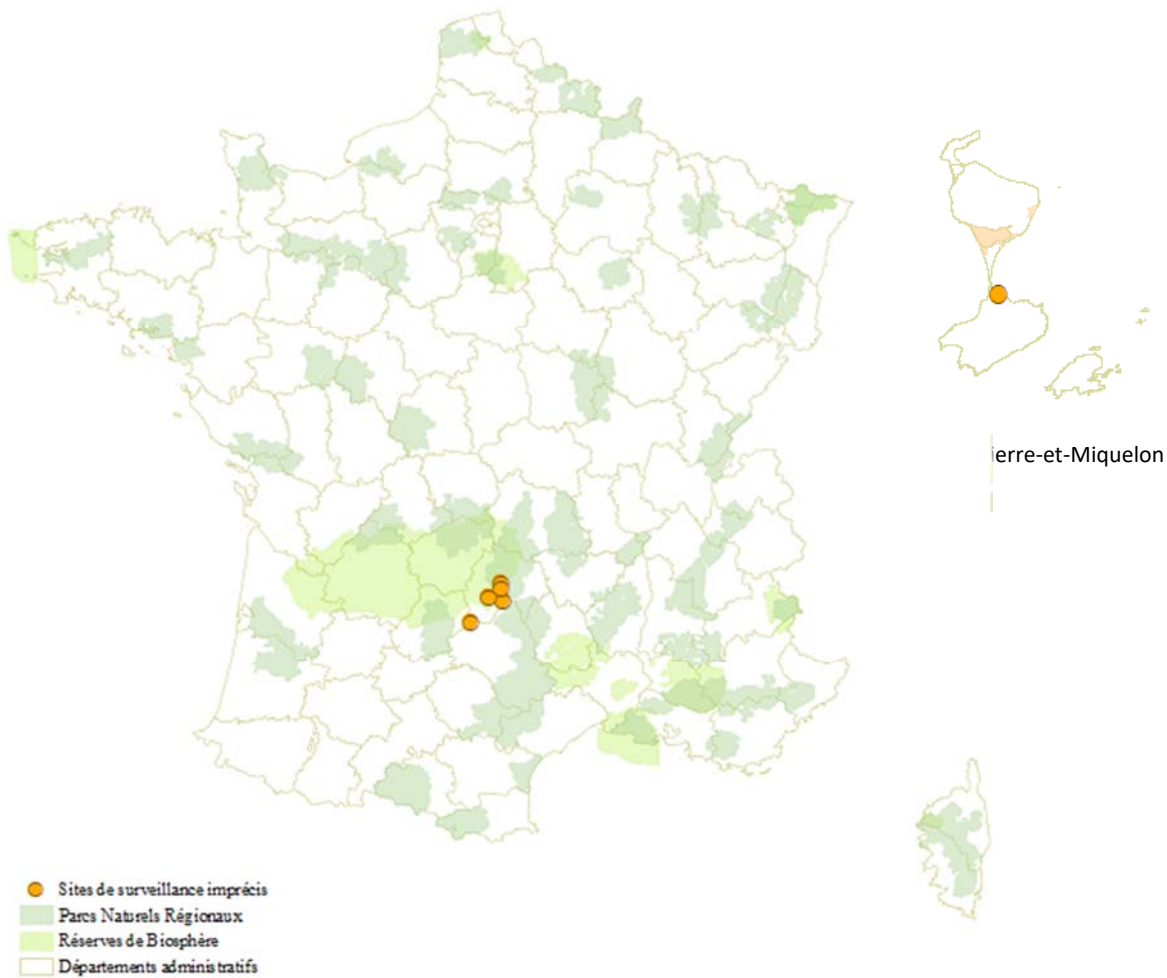 ierre-et-Miquelon
Sites de surveillance imprécis
Parcs Naturels Régionaux
Réserves de Biosphère
Départements administratifs